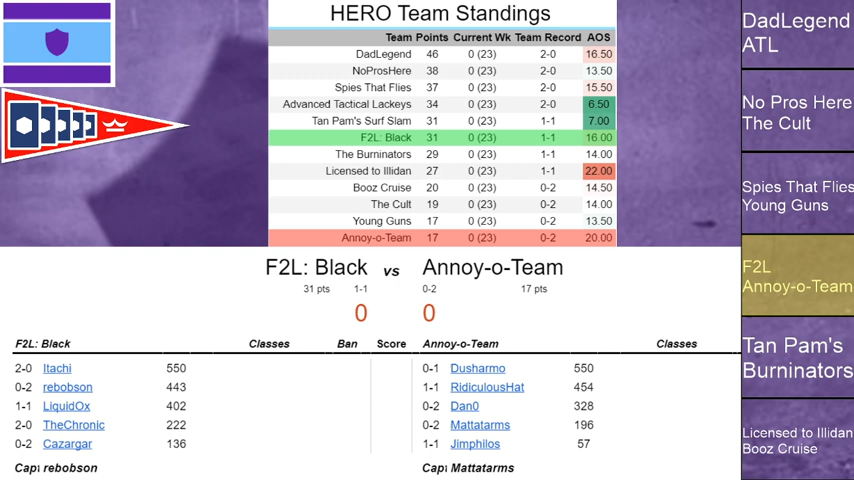 HERO Team Standings
Team Points Current Wk Team Record AOS
DadLegend 46 0 (23) 2-0 16.50
NoProsHere 38 0 (23) 2-0 13.50
Spies That Flies 37 0 (23) 2-0 15.50
Advanced Tactical Lackeys 34 0 (23) 2-0 6.50
Tan Pam's Surf Slam 31 0 (23) 1-1 7.00
F2L: Black 31 0 (23) 1-1 16.00
The Burninators 29 0 (23) 1-1 14.00
Licensed to Illidan 27 0 (23) 1-1 22.00
Booz Cruise 20 0 (23) 0-2 14.50
The Cult 19 0 (23) 0-2 14.00
Young Guns 17 0 (23) 0-2 13.50
Annoy-o-Team 17 0 (23) 0-2 20.00
F2L: Black vs Annoy-o-Team
31 pts 1-1 0-2 17 pts
0 0
F2L: Black Classes Ban Score Annoy-o-Team Classes
2-0 Itachi 550 0-1 Dusharmo 550
0-2 rebobson 443 1-1 RidiculousHat 454
1-1 LiquidOx 402 0-2 Dan0 328
2-0 TheChronic 222 0-2 Mattatarms 196
0-2 Cazargar 136 1-1 Jimphilos 57
Capt rebobson Capt Mattatarms
DadLegend
ATL
No Pros Here
The Cult
Spies That Flies
Young Guns
F2L
Annoy-o-Team
Tan Pam's
Burninators
Licensed to Illidan
Booz Cruise